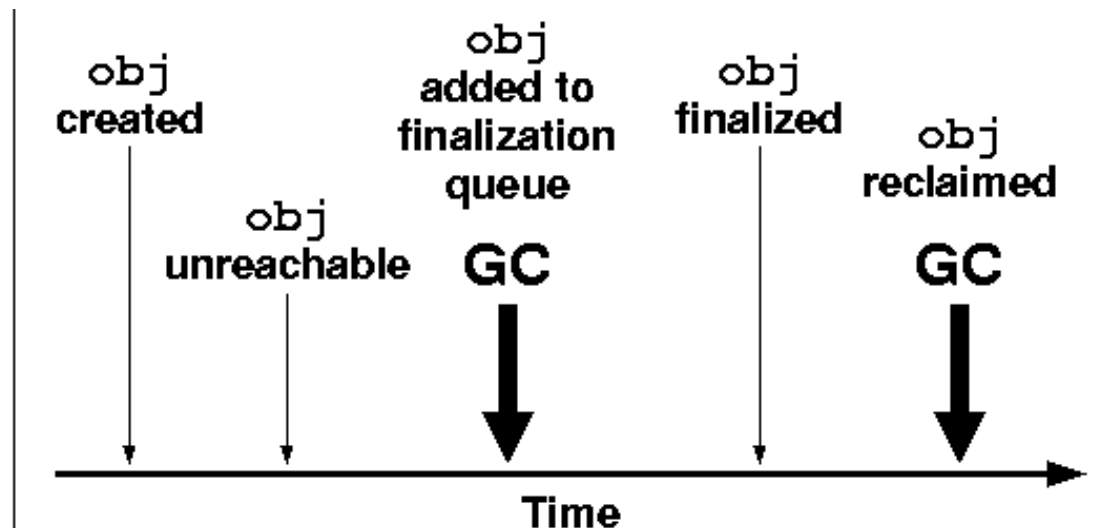 obj
created
obj
unreachable
obj
added to
finalization
queue
GC
obj
finalized
obj
reclaimed
GC
Time